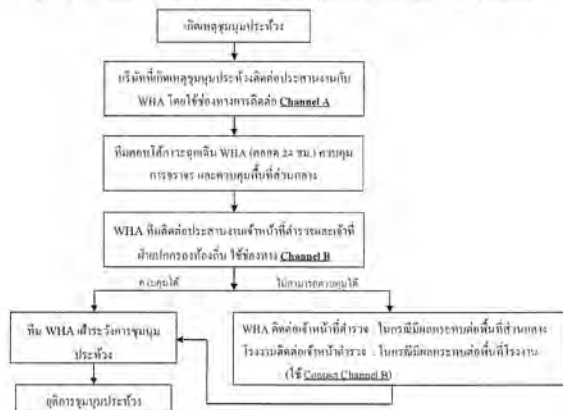 เกิดเหตุชุมนุมประท้วง
บริษัทที่เกิดเหตุชุมนุมประท้วงติดต่อประสานงานกับ
WHA โดยใช้ช่องทางการติดต่อ Channel A
ทีมตอบโต้ภาวะฉุกเฉิน WHA (ตลอด 24 ชม.) ควบคุม
การจราจร และควบคุมพื้นที่ส่วนกลาง
WHA ทีมติดต่อประสานงานเจ้าหน้าที่ตำรวจและเจ้าที่
ฝ่ายปกครองท้องถิ่น ใช้ช่องทาง Channel B
ควบคุมได้
ไม่สามารถควบคุมได้
ทีม WHA เฝ้าระวังการชุมนุม
ประท้วง
WHA ติดต่อเจ้าหน้าที่ตำรวจ : ในกรณีมีผลกระทบต่อพื้นที่ส่วนกลาง
โรงงานติดต่อเจ้าหน้าตำรวจ : ในกรณีมีผลกระทบต่อพื้นที่โรงงาน
(ใช้ Contact Channel B)
ยุติการชุมนุมประท้วง